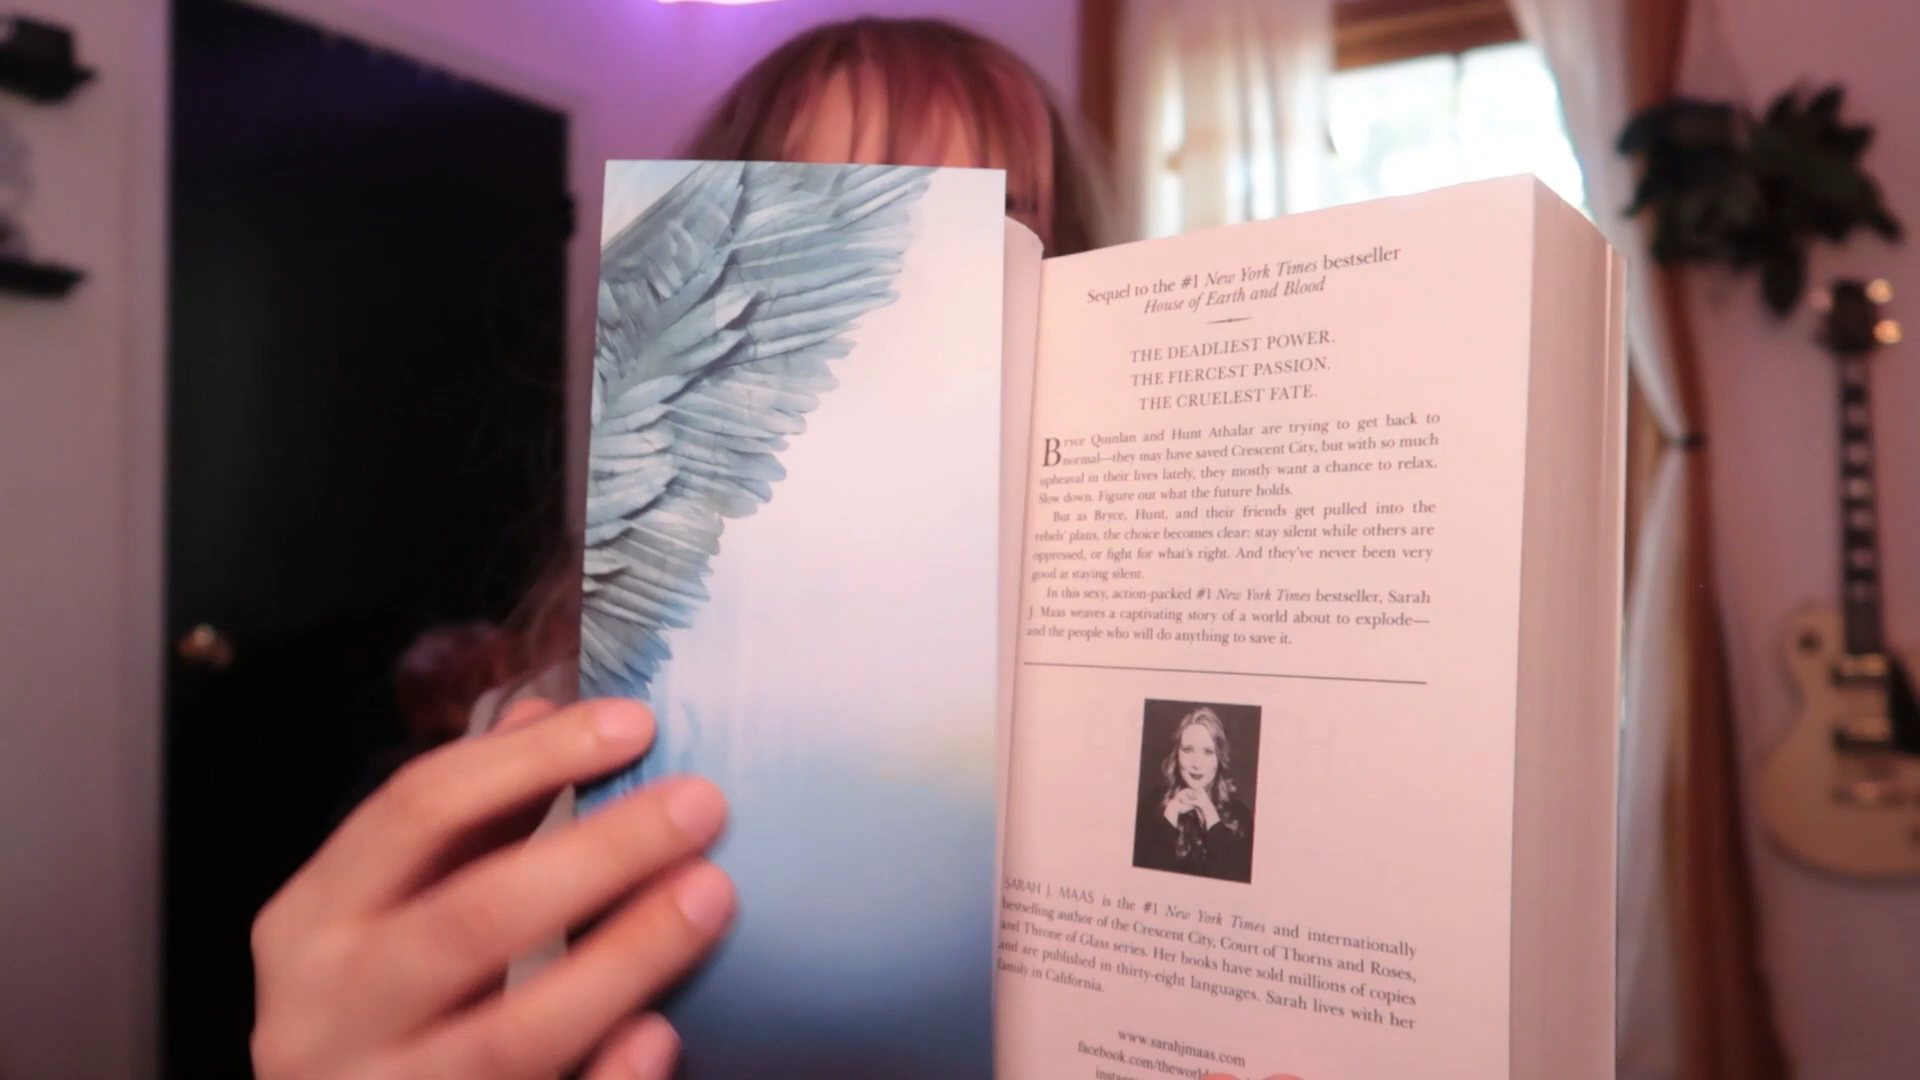 Sequel to the #1 New York Times bestseller
House of Earth and Blood
THE DEADLIEST POWER.
THE FIERCEST PASSION.
THE CRUELEST FATE.
Bryce Quinlan and Hunt Athalar are trying to get back to
normal—they may have saved Crescent City, but with so much
upheaval in their lives lately, they mostly want a chance to relax.
Slow down. Figure out what the future holds.
But as Bryce, Hunt, and their friends get pulled into the
rebels' plans, the choice becomes clear: stay silent while others are
oppressed, or fight for what's right. And they've never been very
good at staying silent.
In this sexy, action-packed #1 New York Times bestseller, Sarah
J. Maas weaves a captivating story of a world about to explode—
and the people who will do anything to save it.
SARAH J. MAAS is the #1 New York Times and internationally
bestselling author of the Crescent City, Court of Thorns and Roses,
and Throne of Glass series. Her books have sold millions of copies
and are published in thirty-eight languages. Sarah lives with her
family in California.
www.sarahjmaas.com
facebook.com/theworld